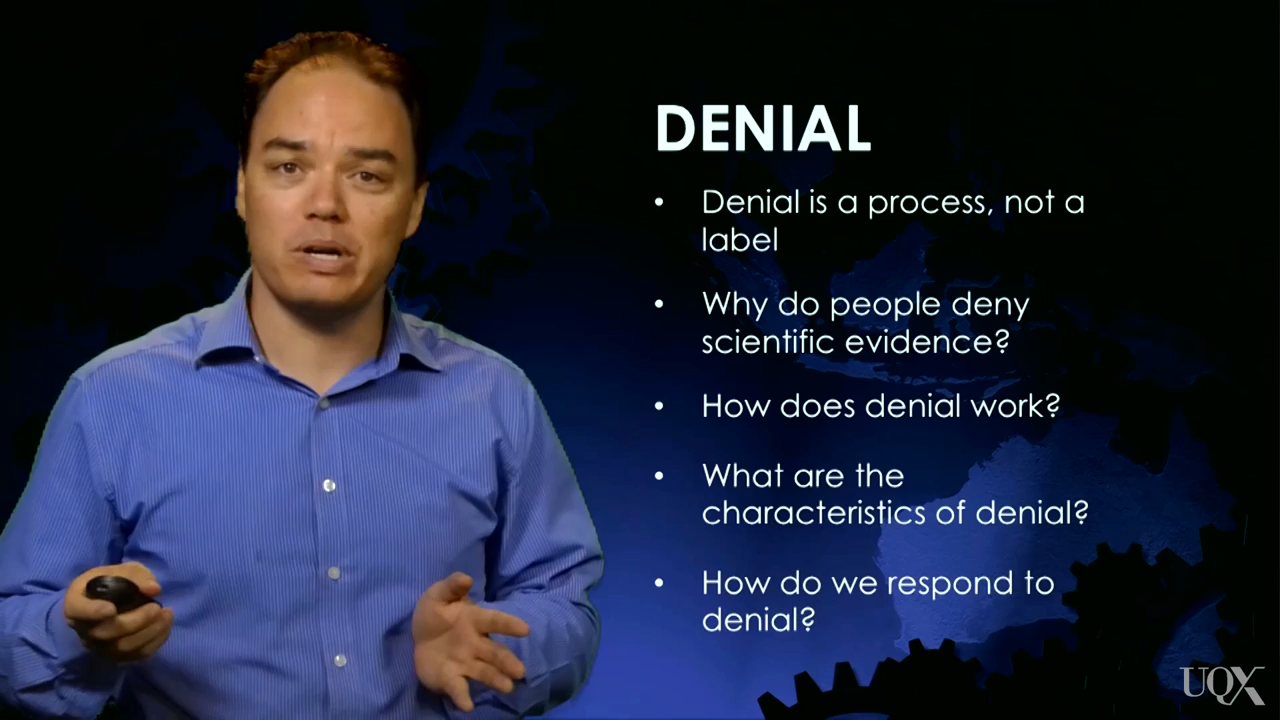 DENIAL
• Denial is a process, not a
label
• Why do people deny
scientific evidence?
• How does denial work?
• What are the
characteristics of denial?
• How do we respond to
denial?
UQX